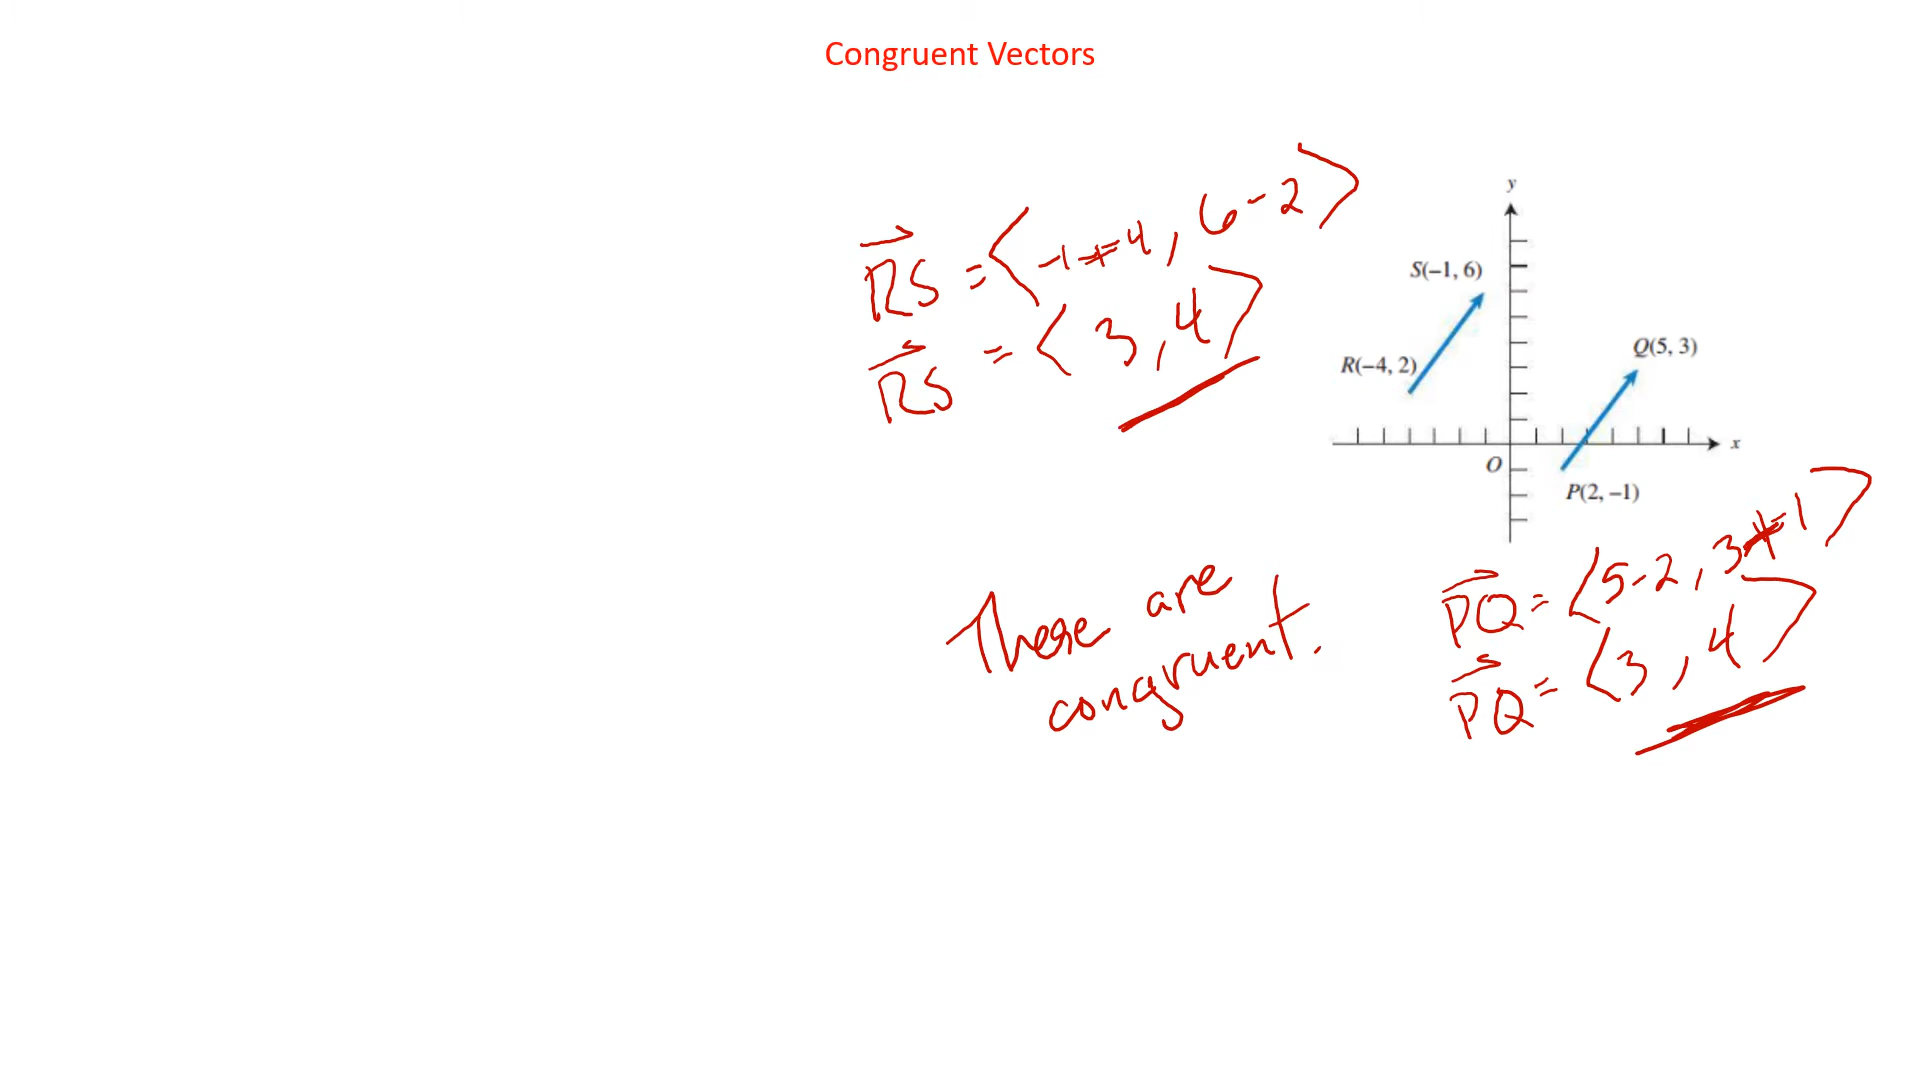 Congruent Vectors
RS = ⟨-1+4, 6-2⟩
RS = ⟨3, 4⟩
y
S(−1, 6)
Q(5, 3)
R(−4, 2)
x
O
P(2, −1)
These are
congruent.
PQ = ⟨5-2, 3+1⟩
PQ = ⟨3, 4⟩